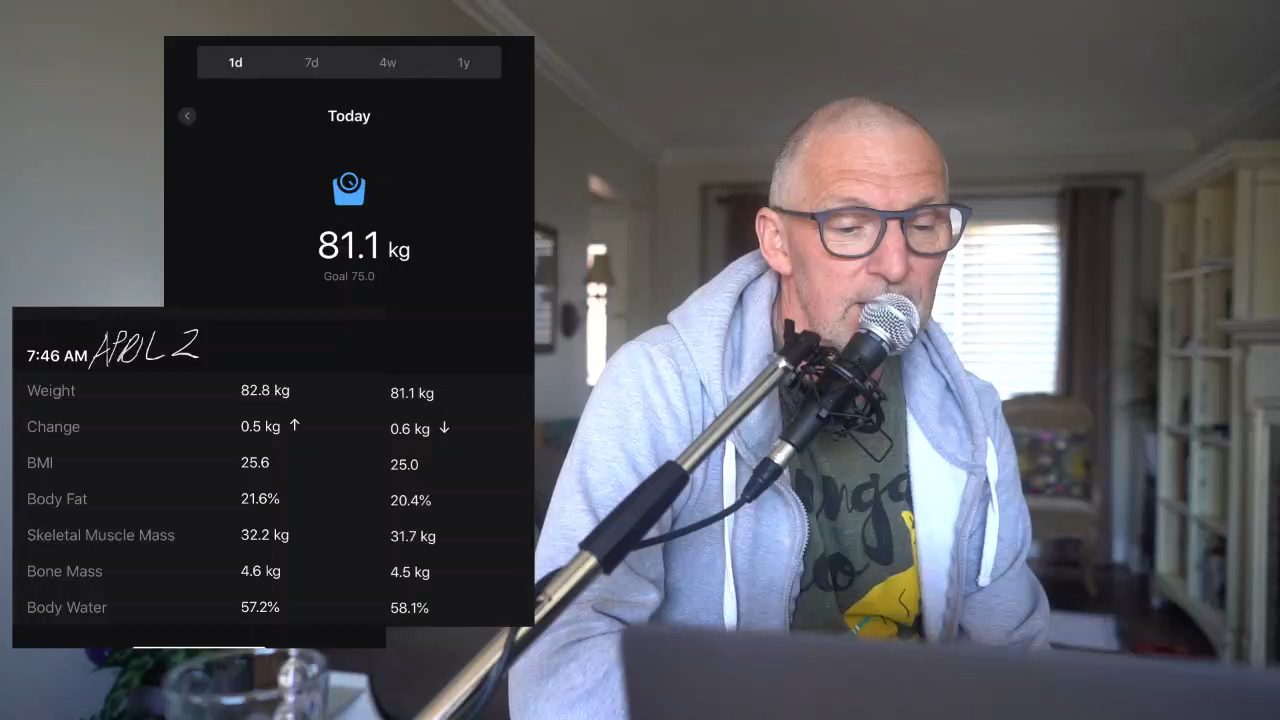 1d 7d 4w 1y
Today
81.1 kg
Goal 75.0
7:46 AM APRIL 2
Weight 82.8 kg 81.1 kg
Change 0.5 kg ↑ 0.6 kg ↓
BMI 25.6 25.0
Body Fat 21.6% 20.4%
Skeletal Muscle Mass 32.2 kg 31.7 kg
Bone Mass 4.6 kg 4.5 kg
Body Water 57.2% 58.1%